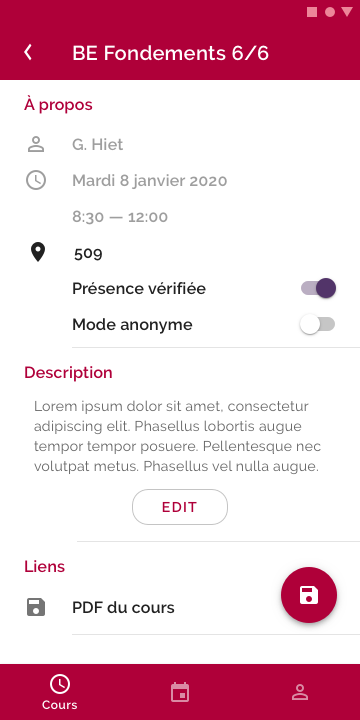 BE Fondements 6/6
À propos
G. Hiet
Mardi 8 janvier 2020
8:30 — 12:00
509
Présence vérifiée
Mode anonyme
Description
Lorem ipsum dolor sit amet, consectetur
adipiscing elit. Phasellus lobortis augue
tempor tempor posuere. Pellentesque nec
volutpat metus. Phasellus vel nulla augue.
EDIT
Liens
PDF du cours
Cours